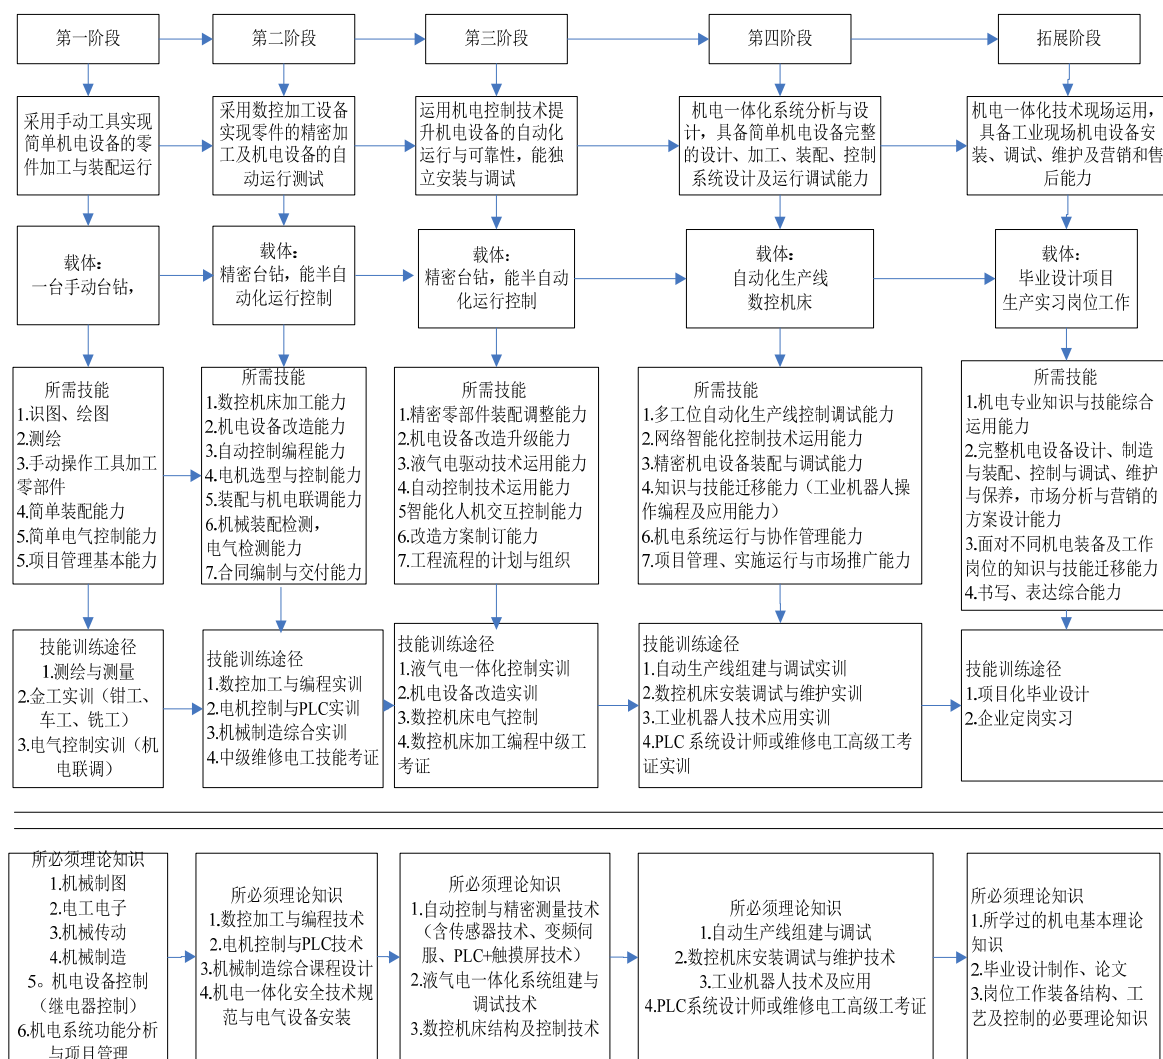 第一阶段
第二阶段
第三阶段
第四阶段
拓展阶段
采用手动工具实现
简单机电设备的零
件加工与装配运行
采用数控加工设备
实现零件的精密加
工及机电设备的自
动运行测试
运用机电控制技术提
升机电设备的自动化
运行与可靠性，能独
立安装与调试
机电一体化系统分析与设
计，具备简单机电设备完整
的设计、加工、装配、控制
系统设计及运行调试能力
机电一体化技术现场运用，
具备工业现场机电设备安
装、调试、维护及营销和售
后能力
载体：
一台手动台钻，
载体：
精密台钻，能半自
动化运行控制
载体：
精密台钻，能半自动
化运行控制
载体：
自动化生产线
数控机床
载体：
毕业设计项目
生产实习岗位工作
所需技能
1.识图、绘图
2.测绘
3.手动操作工具加工
零部件
4.简单装配能力
5.简单电气控制能力
5.项目管理基本能力
所需技能
1.数控机床加工能力
2.机电设备改造能力
3.自动控制编程能力
4.电机选型与控制能力
5.装配与机电联调能力
6.机械装配检测，
电气检测能力
7.合同编制与交付能力
所需技能
1.精密零部件装配调整能力
2.机电设备改造升级能力
3.液气电驱动技术运用能力
4.自动控制技术运用能力
5智能化人机交互控制能力
6.改造方案制订能力
7.工程流程的计划与组织
所需技能
1.多工位自动化生产线控制调试能力
2.网络智能化控制技术运用能力
3.精密机电设备装配与调试能力
4.知识与技能迁移能力（工业机器人操
作编程及应用能力）
6.机电系统运行与协作管理能力
7.项目管理、实施运行与市场推广能力
所需技能
1.机电专业知识与技能综合
运用能力
2.完整机电设备设计、制造
与装配、控制与调试、维护
与保养，市场分析与营销的
方案设计能力
3.面对不同机电装备及工作
岗位的知识与技能迁移能力
4.书写、表达综合能力
技能训练途径
1.测绘与测量
2.金工实训（钳工、
车工、铣工）
3.电气控制实训（机
电联调）
技能训练途径
1.数控加工与编程实训
2.电机控制与PLC实训
3.机械制造综合实训
4.中级维修电工技能考证
技能训练途径
1.液气电一体化控制实训
2.机电设备改造实训
3.数控机床电气控制
4.数控机床加工编程中级工
考证
技能训练途径
1.自动生产线组建与调试实训
2.数控机床安装调试与维护实训
3.工业机器人技术应用实训
4.PLC 系统设计师或维修电工高级工考
证实训
技能训练途径
1.项目化毕业设计
2.企业定岗实习
所必须理论知识
1.机械制图
2.电工电子
3.机械传动
4.机械制造
5。机电设备控制
（继电器控制）
6.机电系统功能分析
与项目管理
所必须理论知识
1.数控加工与编程技术
2.电机控制与PLC技术
3.机械制造综合课程设计
4.机电一体化安全技术规
范与电气设备安装
所必须理论知识
1.自动控制与精密测量技术
（含传感器技术、变频伺
服、PLC+触摸屏技术）
2.液气电一体化系统组建与
调试技术
3.数控机床结构及控制技术
所必须理论知识
1.自动生产线组建与调试
2.数控机床安装调试与维护技术
3.工业机器人技术及应用
4.PLC系统设计师或维修电工高级工考证
所必须理论知识
1.所学过的机电基本理论
知识
2.毕业设计制作、论文
3.岗位工作装备结构、工
艺及控制的必要理论知识